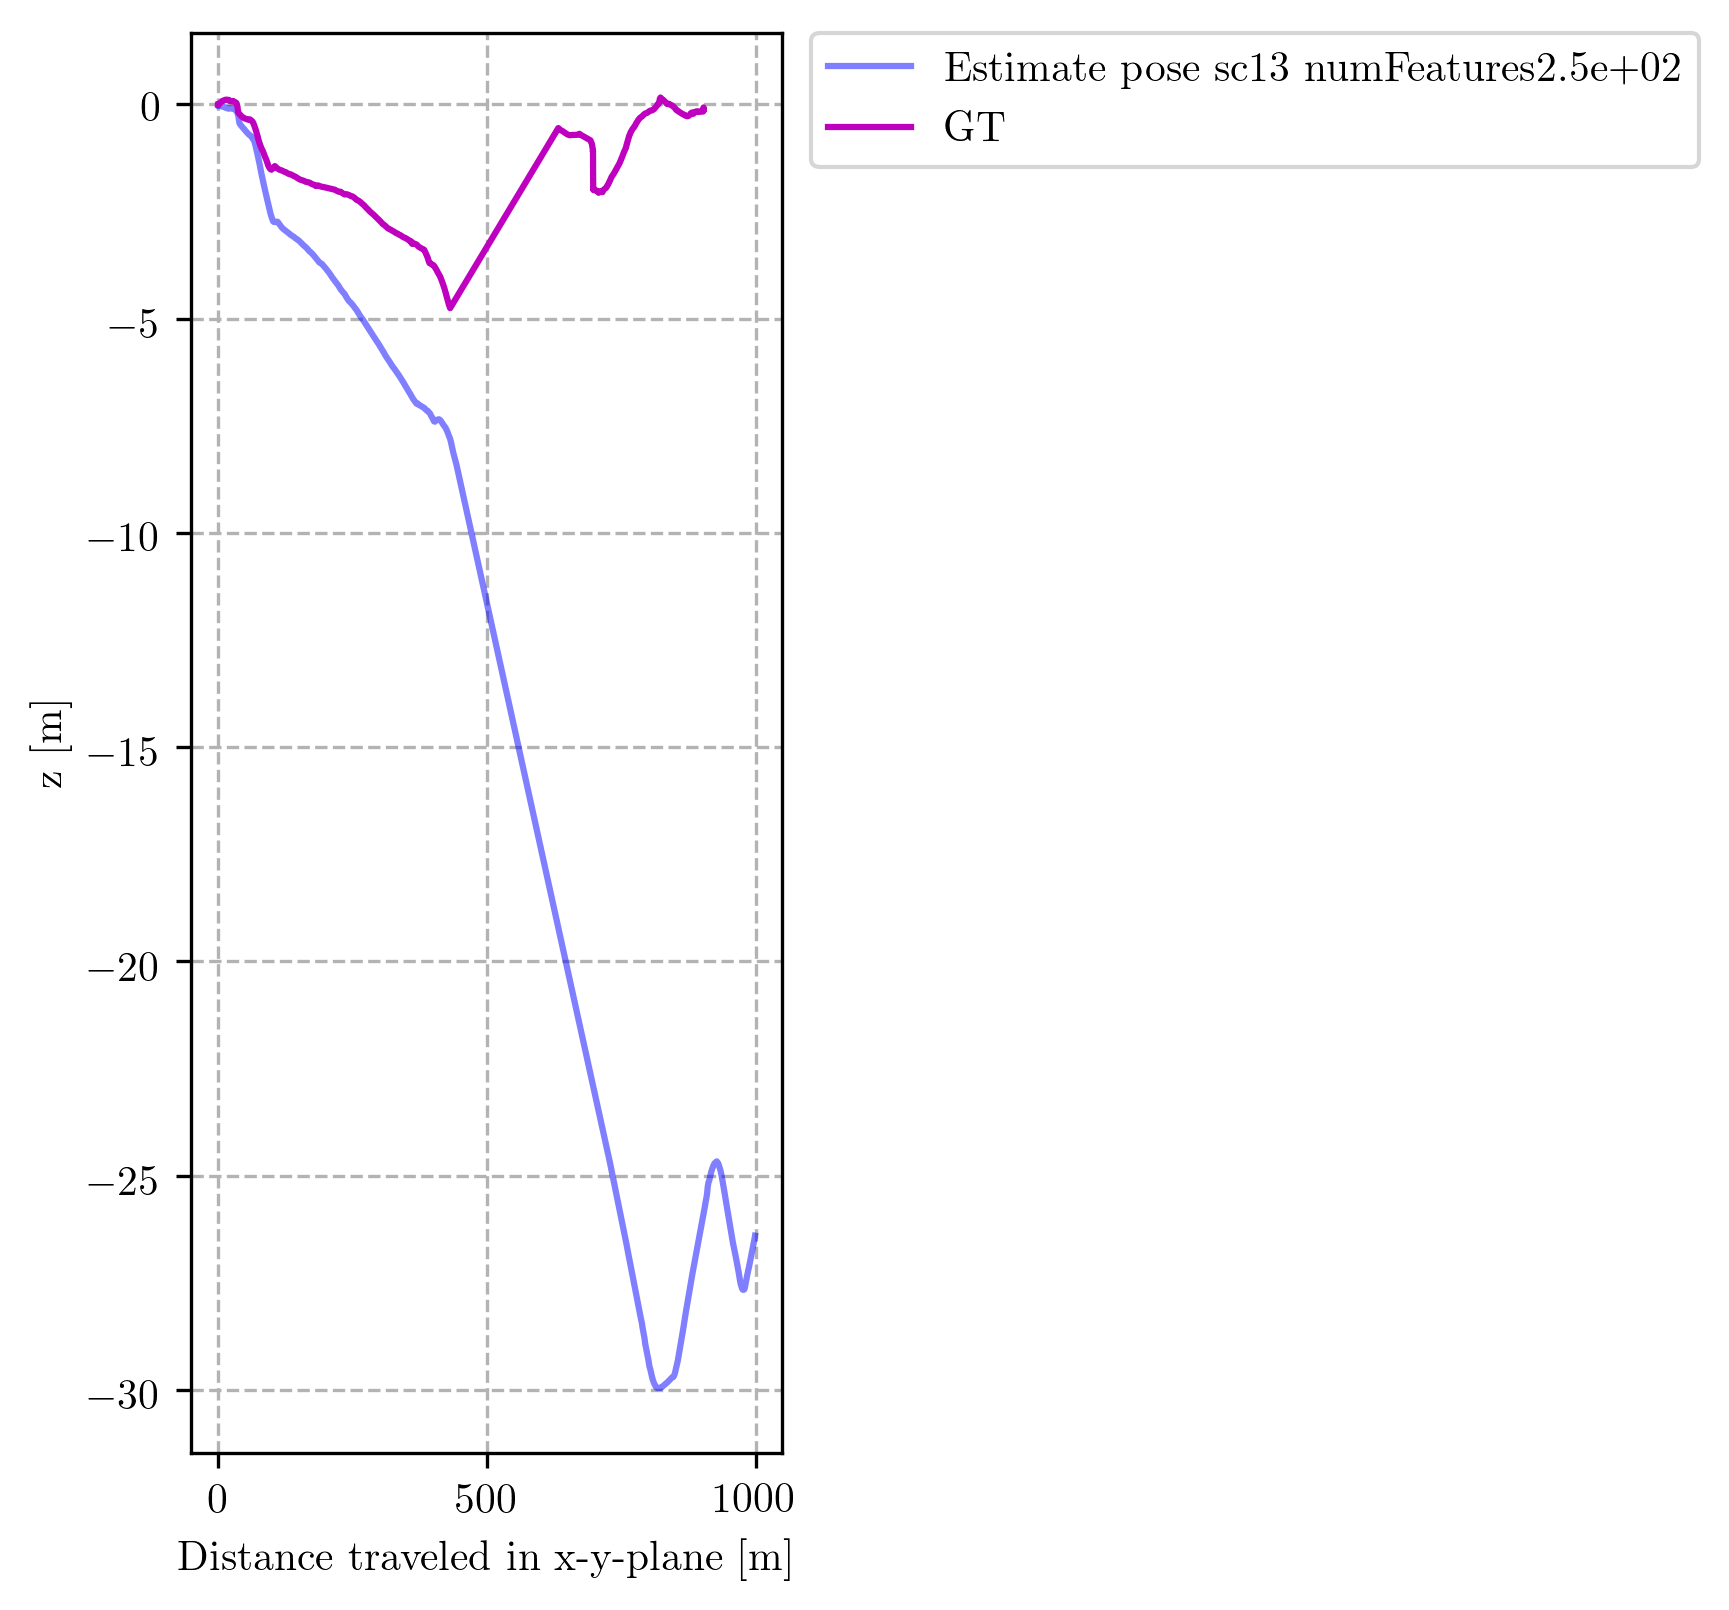 Estimate pose sc13 numFeatures2.5e+02
GT
0
−5
−10
−15
−20
−25
−30
z [m]
0 500 1000
Distance traveled in x-y-plane [m]